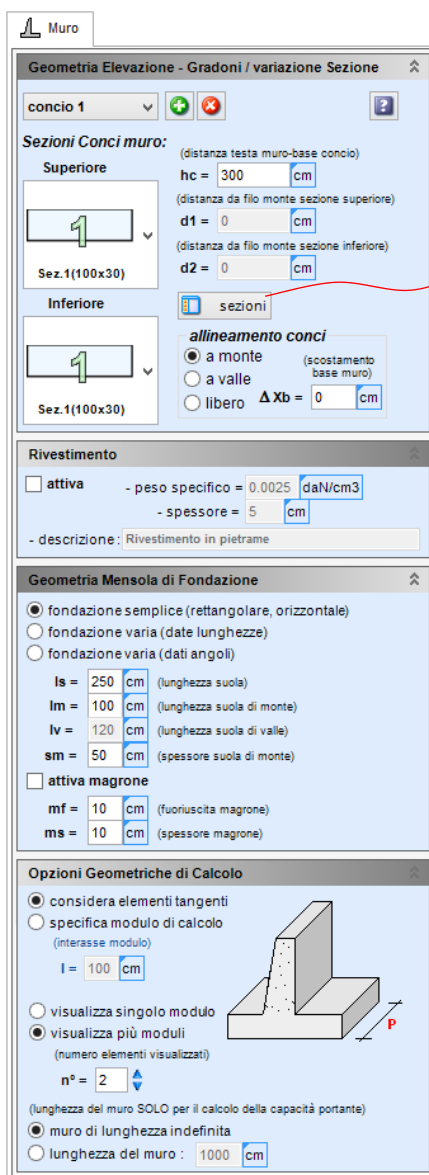 Muro
Geometria Elevazione - Gradoni / variazione Sezione
concio 1
?
Sezioni Conci muro:
Superiore
1
Sez.1(100x30)
Inferiore
1
Sez.1(100x30)
(distanza testa muro-base concio)
hc = 300 cm
(distanza da filo monte sezione superiore)
d1 = 0 cm
(distanza da filo monte sezione inferiore)
d2 = 0 cm
sezioni
allineamento conci
a monte
a valle
libero
(scostamento
base muro)
Δ Xb = 0 cm
Rivestimento
attiva
- peso specifico = 0.0025 daN/cm3
- spessore = 5 cm
- descrizione: Rivestimento in pietrame
Geometria Mensola di Fondazione
fondazione semplice (rettangolare, orizzontale)
fondazione varia (date lunghezze)
fondazione varia (dati angoli)
ls = 250 cm (lunghezza suola)
lm = 100 cm (lunghezza suola di monte)
lv = 120 cm (lunghezza suola di valle)
sm = 50 cm (spessore suola di monte)
attiva magrone
mf = 10 cm (fuoriuscita magrone)
ms = 10 cm (spessore magrone)
Opzioni Geometriche di Calcolo
considera elementi tangenti
specifica modulo di calcolo
(interasse modulo)
I = 100 cm
P
visualizza singolo modulo
visualizza più moduli
(numero elementi visualizzati)
n° = 2
(lunghezza del muro SOLO per il calcolo della capacità portante)
muro di lunghezza indefinita
lunghezza del muro : 1000 cm